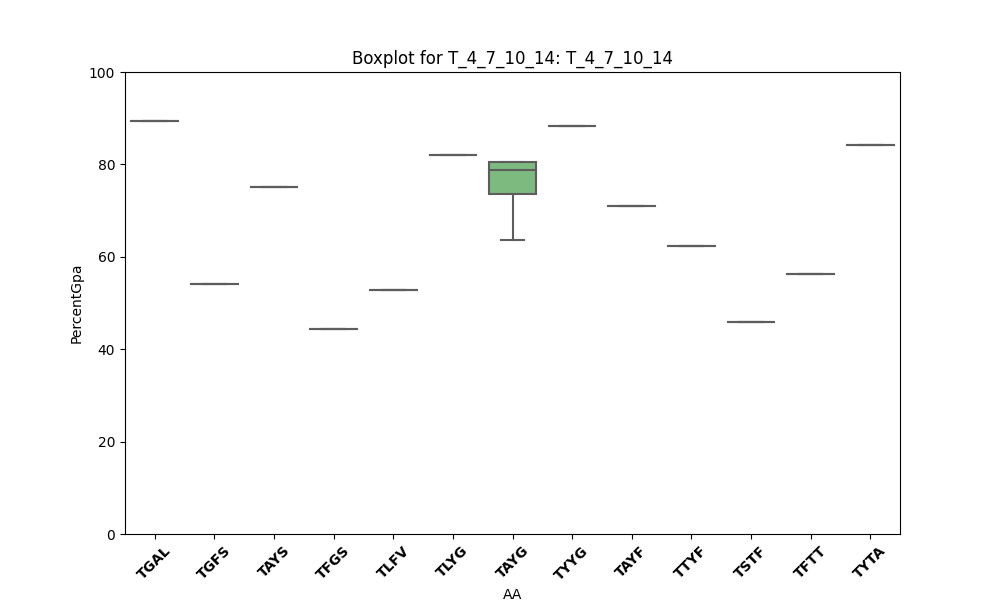 Boxplot for T_4_7_10_14: T_4_7_10_14
PercentGpa
100
80
60
40
20
0
TGAL TGFS TAYS TFGS TLFV TLYG TAYG TYYG TAYF TTYF TSTF TFTT TYTA
AA